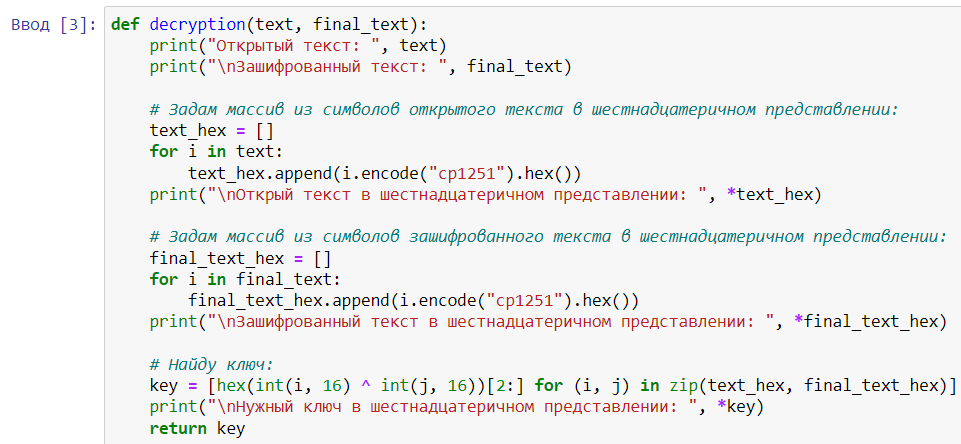 Ввод [3]: def decryption(text, final_text):
    print("Открытый текст: ", text)
    print("\nЗашифрованный текст: ", final_text)

    # Задам массив из символов открытого текста в шестнадцатеричном представлении:
    text_hex = []
    for i in text:
        text_hex.append(i.encode("cp1251").hex())
    print("\nОткрый текст в шестнадцатеричном представлении: ", *text_hex)

    # Задам массив из символов зашифрованного текста в шестнадцатеричном представлении:
    final_text_hex = []
    for i in final_text:
        final_text_hex.append(i.encode("cp1251").hex())
    print("\nЗашифрованный текст в шестнадцатеричном представлении: ", *final_text_hex)

    # Найду ключ:
    key = [hex(int(i, 16) ^ int(j, 16))[2:] for (i, j) in zip(text_hex, final_text_hex)]
    print("\nНужный ключ в шестнадцатеричном представлении: ", *key)
    return key